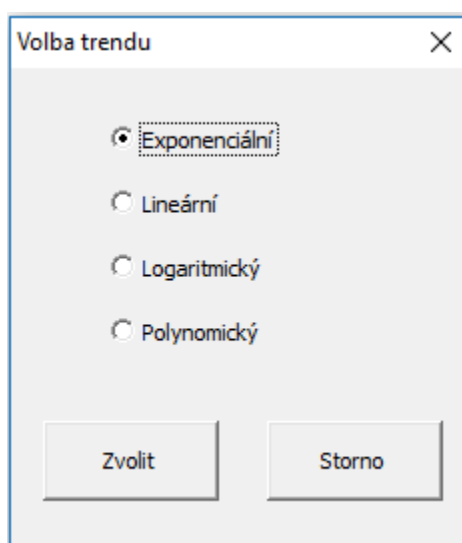 Volba trendu
Exponenciální
Lineární
Logaritmický
Polynomický
Zvolit
Storno